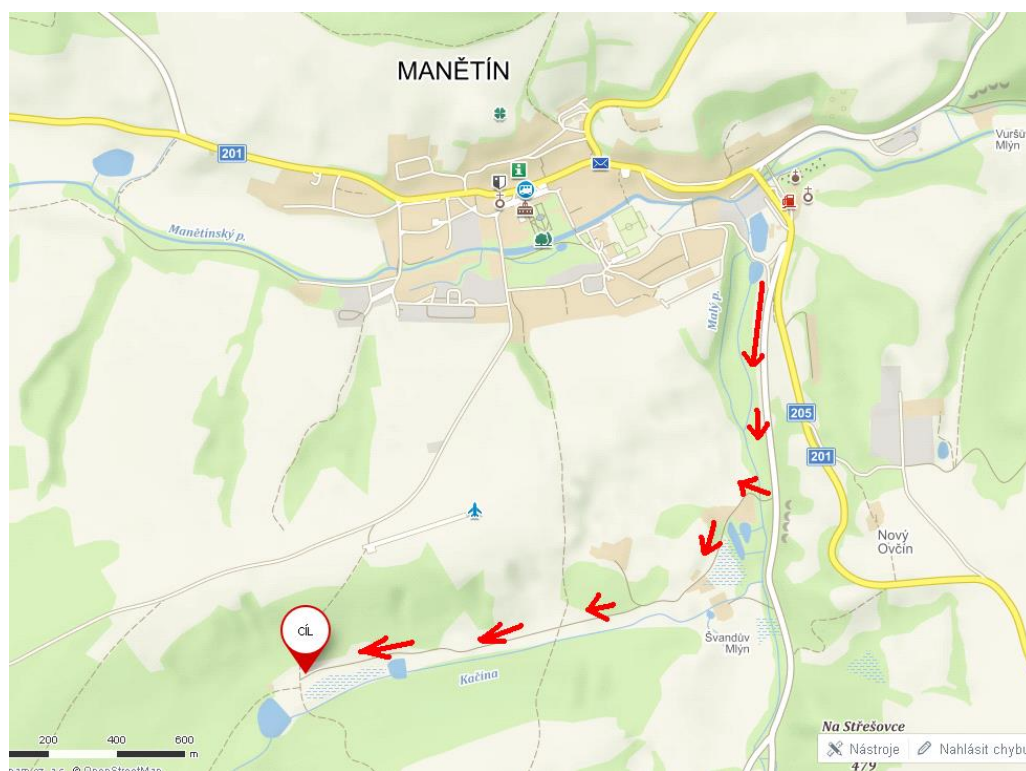 MANĚTÍN
201
Vuršův
Mlýn
Manětínský p.
Malý p.
205
201
Nový
Ovčín
CÍL
Švandův
Mlýn
Kačina
Na Střešovce
479
200 400 600
m
Nástroje
Nahlásit chybu
OpenStreetMap